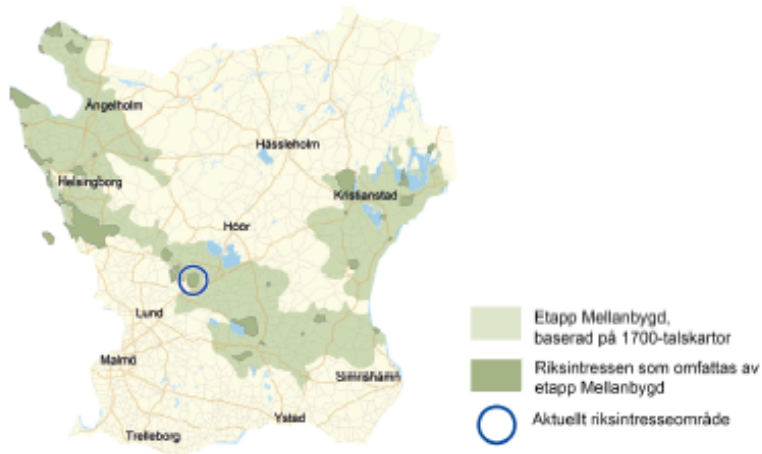 Ängelholm
Hässleholm
Helsingborg
Kristianstad
Höör
Lund
Malmö
Simrishamn
Ystad
Trelleborg
Etapp Mellanbygd,
baserad på 1700-talskartor
Riksintressen som omfattas av
etapp Mellanbygd
Aktuellt riksintresseområde